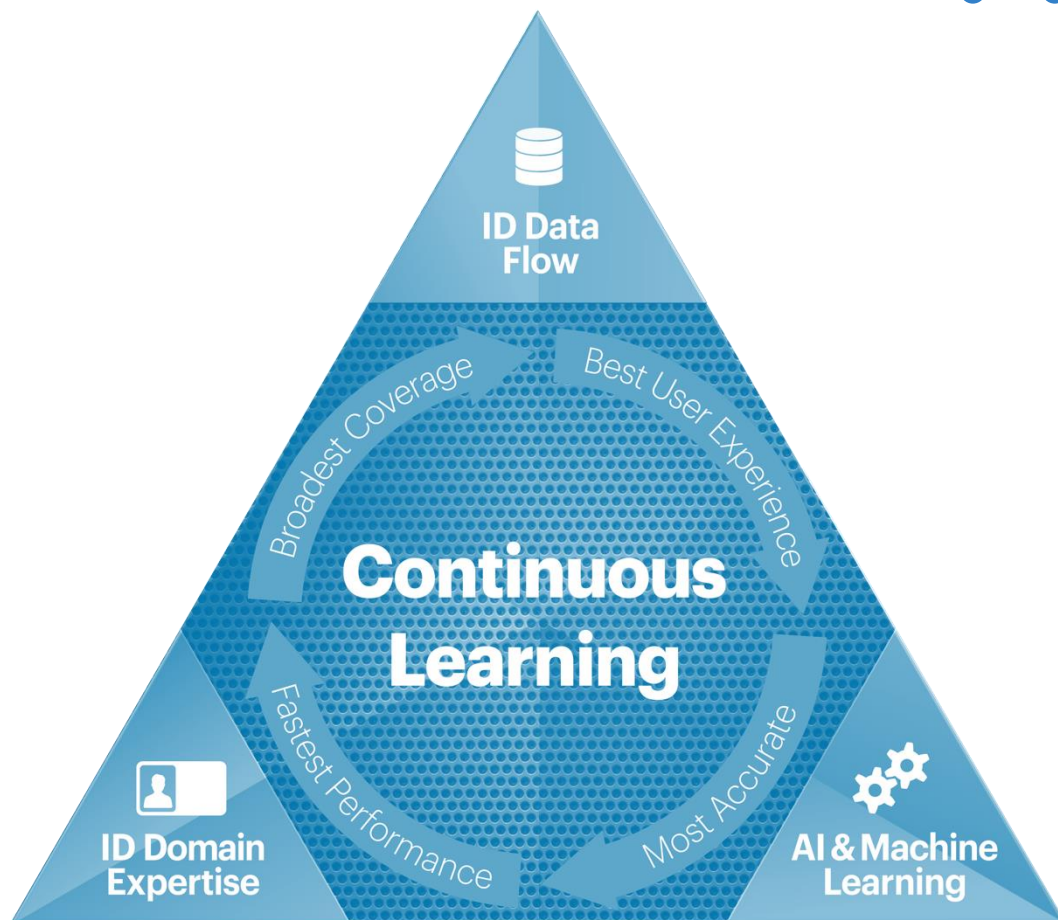 ID Data
Flow
Broadest Coverage
Best User Experience
Continuous
Learning
Fastest Performance
Most Accurate
ID Domain
Expertise
AI & Machine
Learning